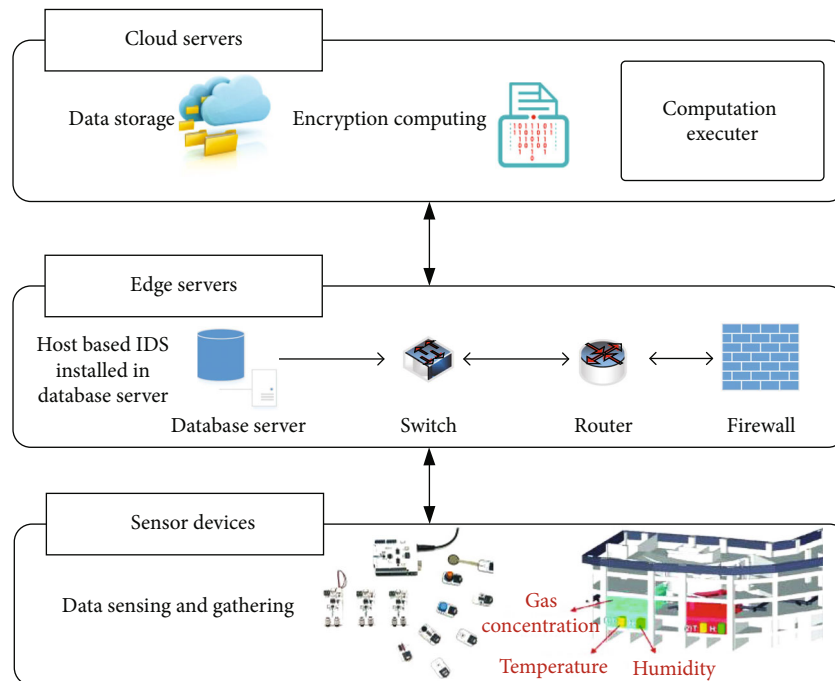 Cloud servers
Data storage
Encryption computing
Computation
executer
Edge servers
Host based IDS
installed in
database server
Database server
Switch
Router
Firewall
Sensor devices
Data sensing and gathering
Gas
concentration
Temperature
Humidity